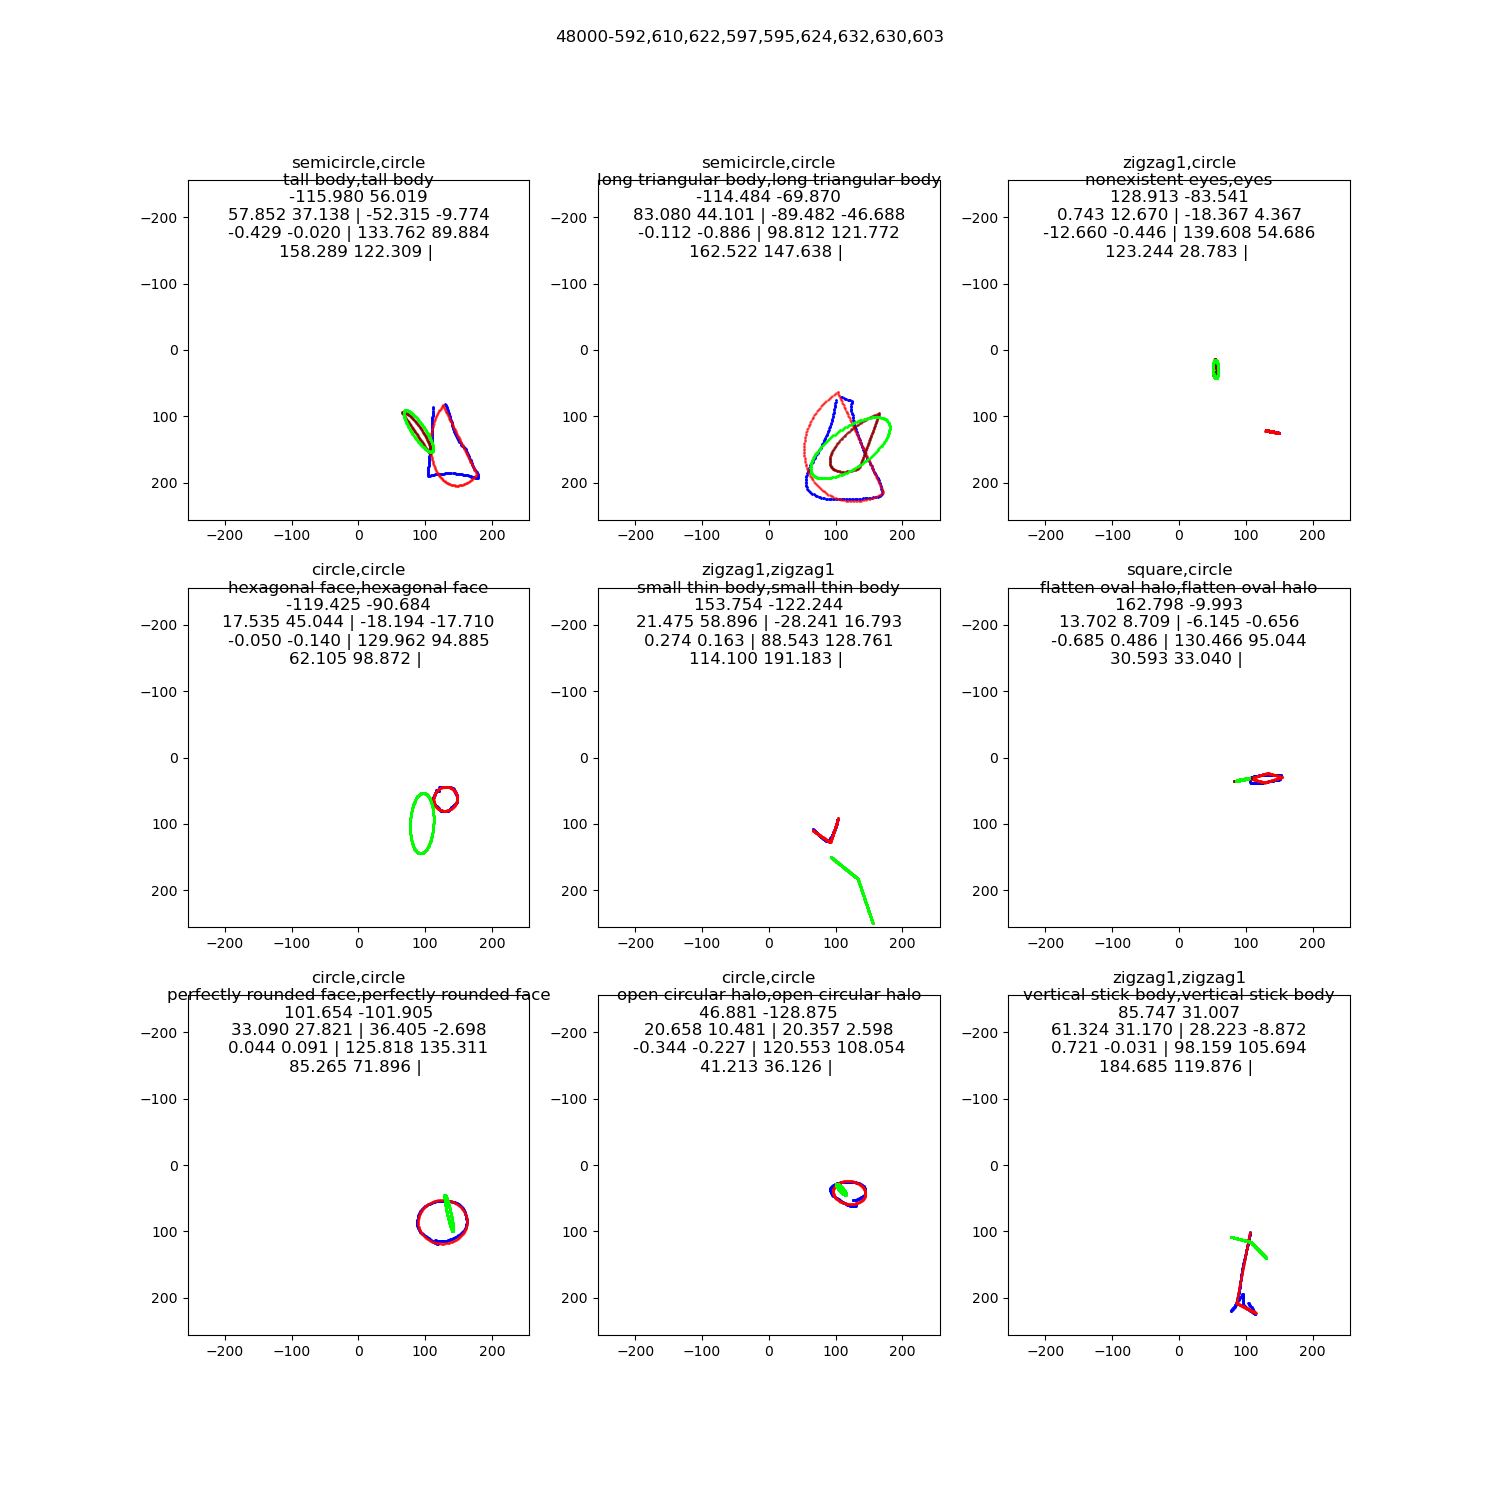 48000-592,610,622,597,595,624,632,630,603
semicircle,circle
tall body,tall body
-115.980 56.019
57.852 37.138 | -52.315 -9.774
-0.429 -0.020 | 133.762 89.884
158.289 122.309 |
−200
−100
0
100
200
−200 −100 0 100 200
semicircle,circle
long triangular body,long triangular body
-114.484 -69.870
83.080 44.101 | -89.482 -46.688
-0.112 -0.886 | 98.812 121.772
162.522 147.638 |
−200
−100
0
100
200
−200 −100 0 100 200
zigzag1,circle
nonexistent eyes,eyes
128.913 -83.541
0.743 12.670 | -18.367 4.367
-12.660 -0.446 | 139.608 54.686
123.244 28.783 |
−200
−100
0
100
200
−200 −100 0 100 200
circle,circle
hexagonal face,hexagonal face
-119.425 -90.684
17.535 45.044 | -18.194 -17.710
-0.050 -0.140 | 129.962 94.885
62.105 98.872 |
−200
−100
0
100
200
−200 −100 0 100 200
zigzag1,zigzag1
small thin body,small thin body
153.754 -122.244
21.475 58.896 | -28.241 16.793
0.274 0.163 | 88.543 128.761
114.100 191.183 |
−200
−100
0
100
200
−200 −100 0 100 200
square,circle
flatten oval halo,flatten oval halo
162.798 -9.993
13.702 8.709 | -6.145 -0.656
-0.685 0.486 | 130.466 95.044
30.593 33.040 |
−200
−100
0
100
200
−200 −100 0 100 200
circle,circle
perfectly rounded face,perfectly rounded face
101.654 -101.905
33.090 27.821 | 36.405 -2.698
0.044 0.091 | 125.818 135.311
85.265 71.896 |
−200
−100
0
100
200
−200 −100 0 100 200
circle,circle
open circular halo,open circular halo
46.881 -128.875
20.658 10.481 | 20.357 2.598
-0.344 -0.227 | 120.553 108.054
41.213 36.126 |
−200
−100
0
100
200
−200 −100 0 100 200
zigzag1,zigzag1
vertical stick body,vertical stick body
85.747 31.007
61.324 31.170 | 28.223 -8.872
0.721 -0.031 | 98.159 105.694
184.685 119.876 |
−200
−100
0
100
200
−200 −100 0 100 200